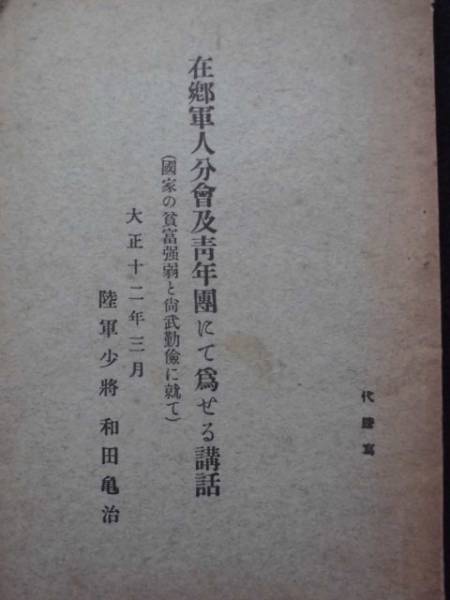 代謄寫
在鄕軍人分會及靑年團にて爲せる講話
(國家の貧富强弱と尙武勤儉に就て)
大正十二年三月
陸軍少將 和田亀治